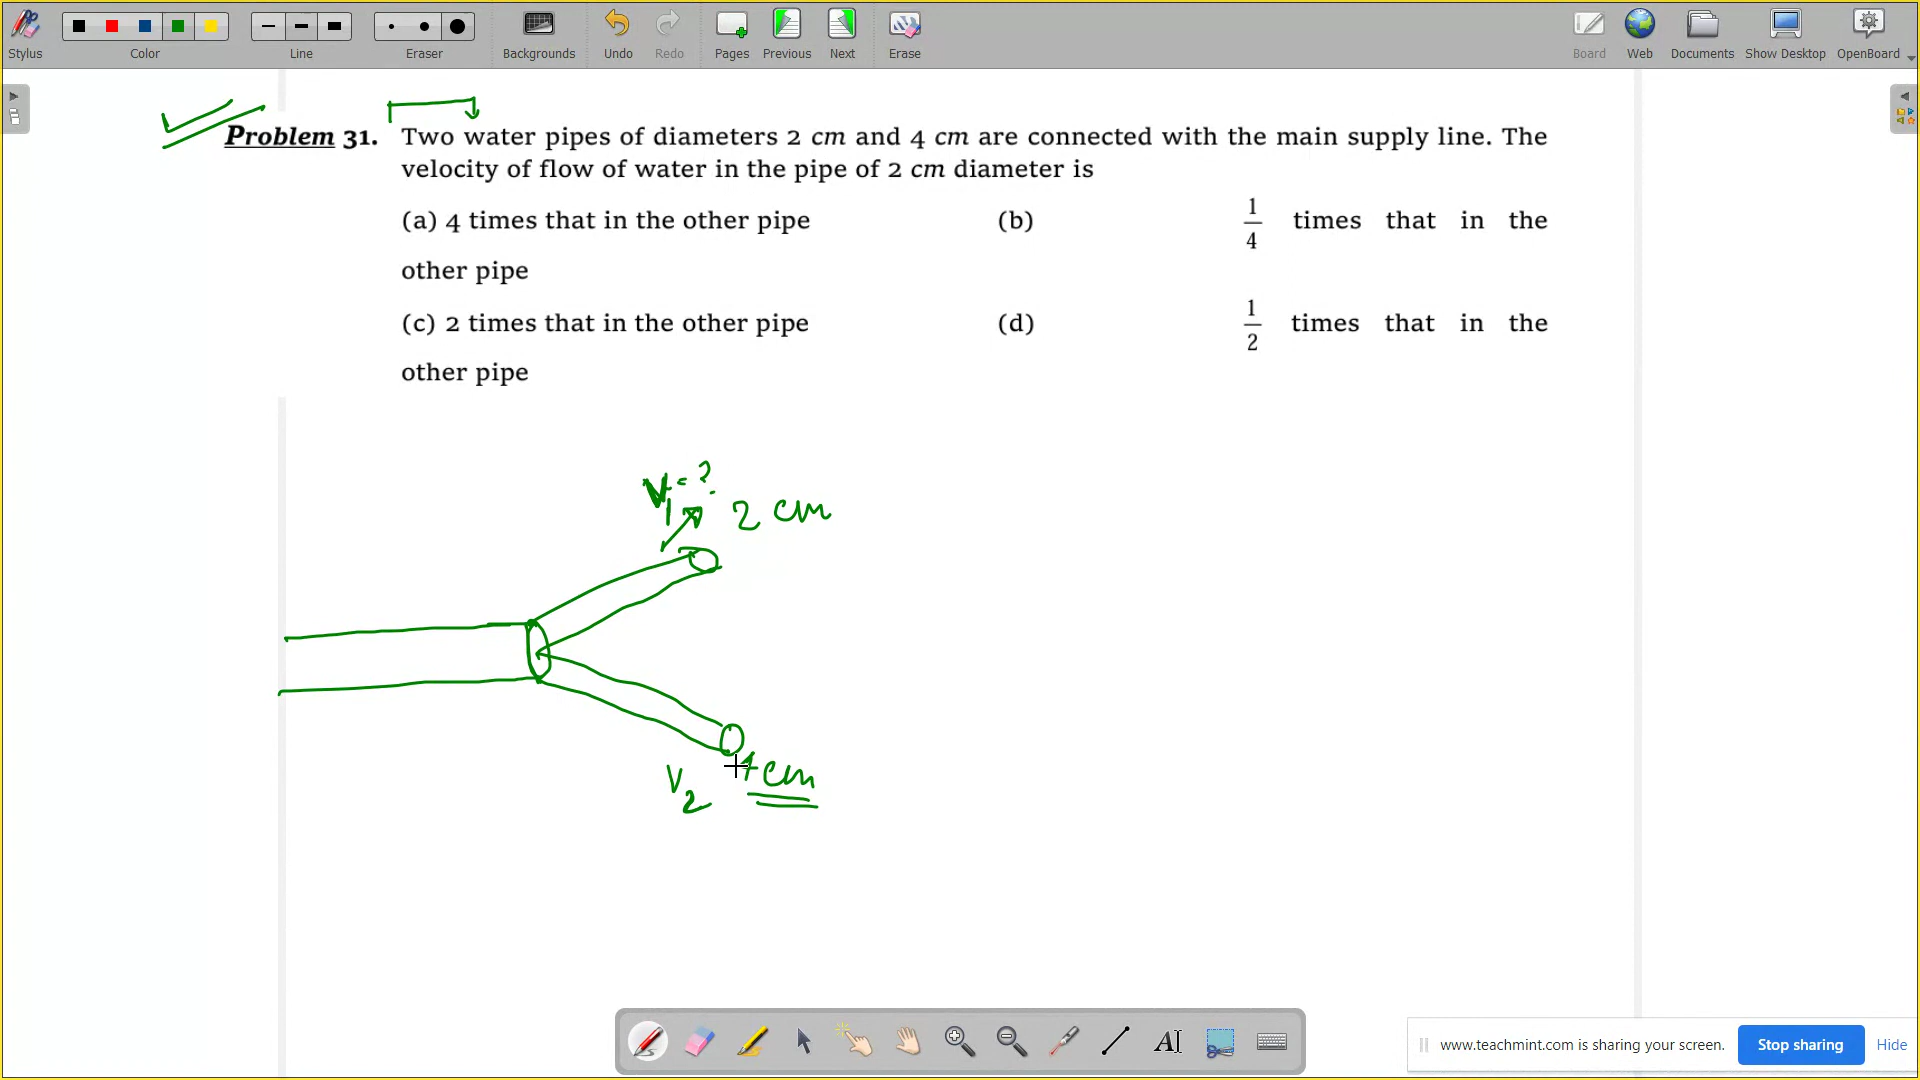 Stylus Color Line Eraser Backgrounds Undo Redo Pages Previous Next Erase Board Web Documents Show Desktop OpenBoard
Problem 31. Two water pipes of diameters 2 cm and 4 cm are connected with the main supply line. The
velocity of flow of water in the pipe of 2 cm diameter is
(a) 4 times that in the other pipe (b) 1/4 times that in the
other pipe
(c) 2 times that in the other pipe (d) 1/2 times that in the
other pipe
V1 = ?
2 cm
4 cm
V2
www.teachmint.com is sharing your screen. Stop sharing Hide